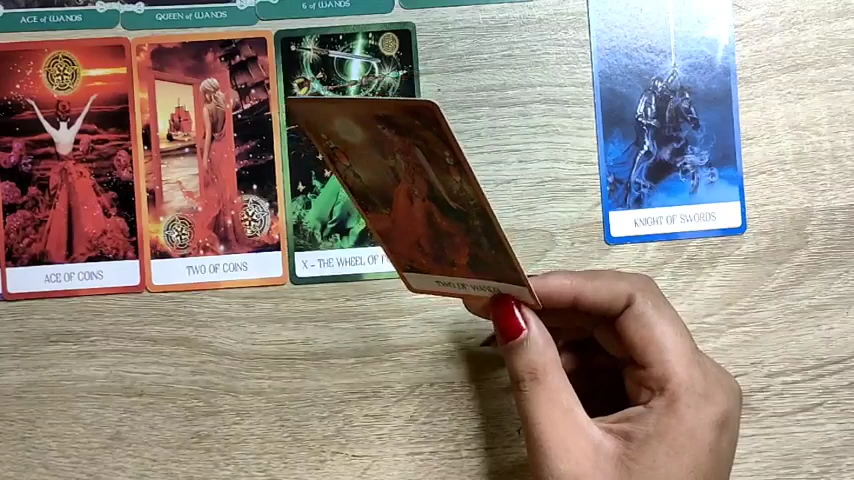 ACE OF WANDS
QUEEN OF WANDS
6 OF WANDS
ACE OF COINS
TWO OF COINS
X – THE WHEEL OF
TWO OF WANDS
KNIGHT OF SWORDS